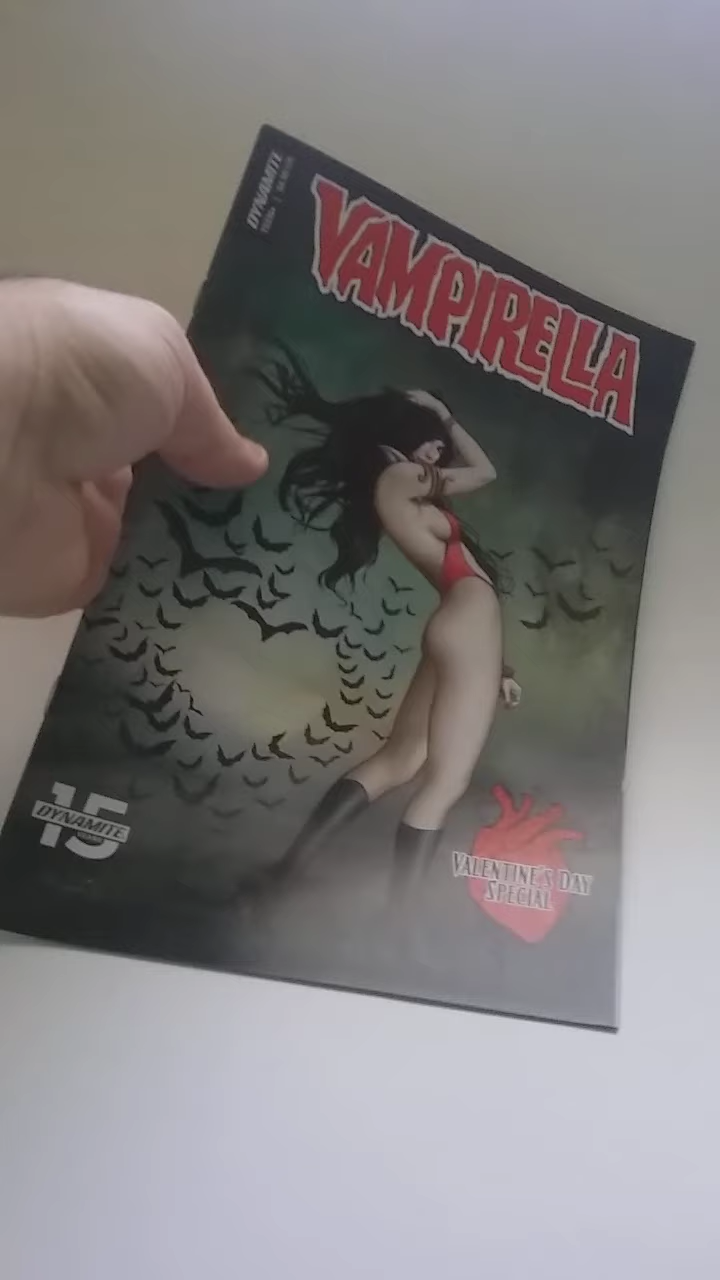 DYNAMITE
VAMPIRELLA
15
DYNAMITE
VALENTINE'S DAY
SPECIAL